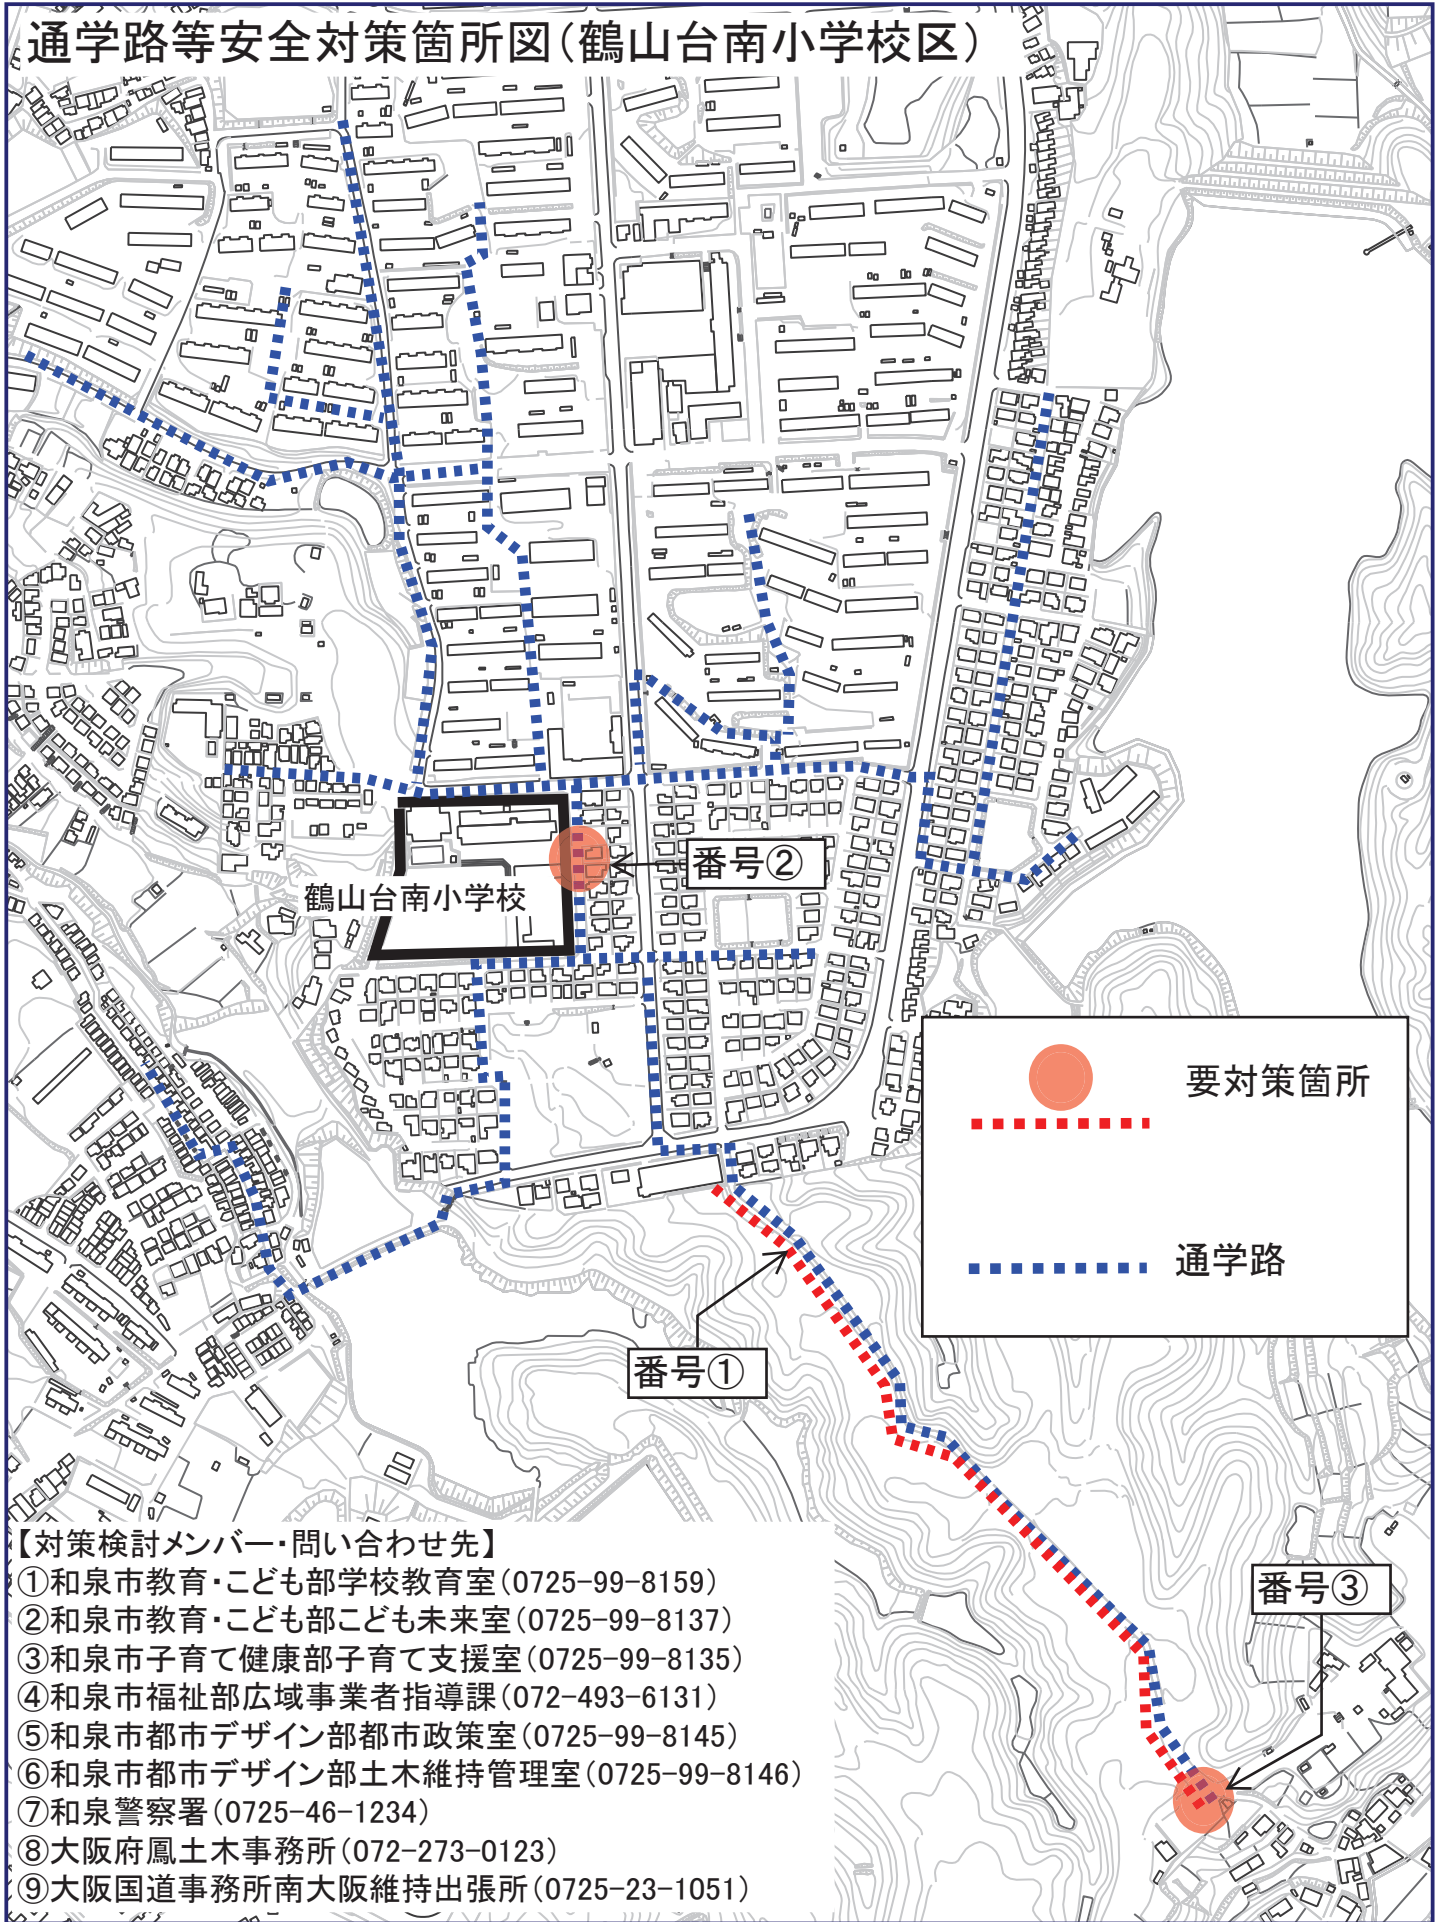 通学路等安全対策箇所図(鶴山台南小学校区)
番号②
鶴山台南小学校
要対策箇所
通学路
番号①
番号③
【対策検討メンバー・問い合わせ先】
①和泉市教育・こども部学校教育室(0725-99-8159)
②和泉市教育・こども部こども未来室(0725-99-8137)
③和泉市子育て健康部子育て支援室(0725-99-8135)
④和泉市福祉部広域事業者指導課(072-493-6131)
⑤和泉市都市デザイン部都市政策室(0725-99-8145)
⑥和泉市都市デザイン部土木維持管理室(0725-99-8146)
⑦和泉警察署(0725-46-1234)
⑧大阪府鳳土木事務所(072-273-0123)
⑨大阪国道事務所南大阪維持出張所(0725-23-1051)